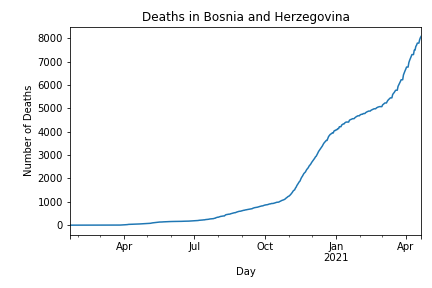 Deaths in Bosnia and Herzegovina
8000
7000
6000
5000
4000
3000
2000
1000
0
Number of Deaths
Apr Jul Oct Jan Apr
2021
Day